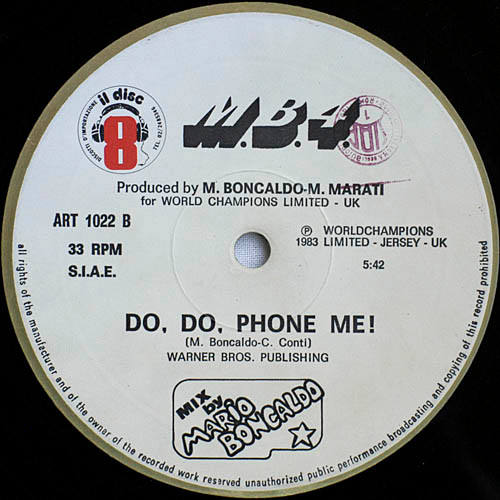 il disc
8
DISCOTTI D'IMPORTAZIONE
M.B.4.
Produced by M. BONCALDO-M. MARATI
for WORLD CHAMPIONS LIMITED - UK
ART 1022 B
33 RPM
S.I.A.E.
Ⓟ WORLDCHAMPIONS
1983 LIMITED - JERSEY - UK
5:42
DO, DO, PHONE ME!
(M. Boncaldo-C. Conti)
WARNER BROS. PUBLISHING
MIX by
MARIO
BONCALDO
all rights of the manufacturer and of the owner of the recorded work reserved unauthorized public performance broadcasting and copying of this record prohibited